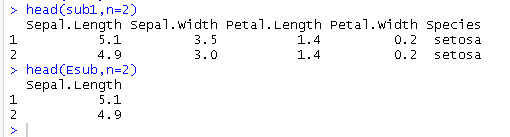 > head(sub1,n=2)
  Sepal.Length Sepal.Width Petal.Length Petal.Width Species
1          5.1         3.5          1.4         0.2  setosa
2          4.9         3.0          1.4         0.2  setosa
> head(Esub,n=2)
  Sepal.Length
1          5.1
2          4.9
>